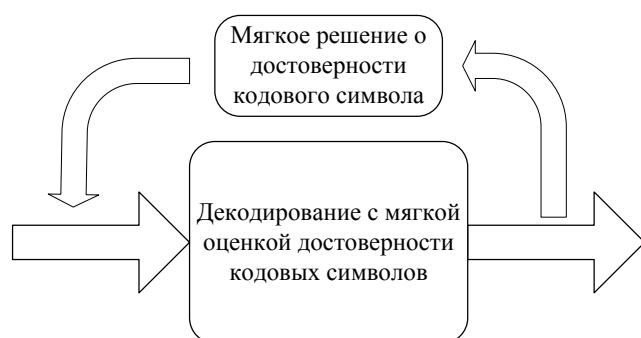 Мягкое решение о
достоверности
кодового символа
Декодирование с мягкой
оценкой достоверности
кодовых символов